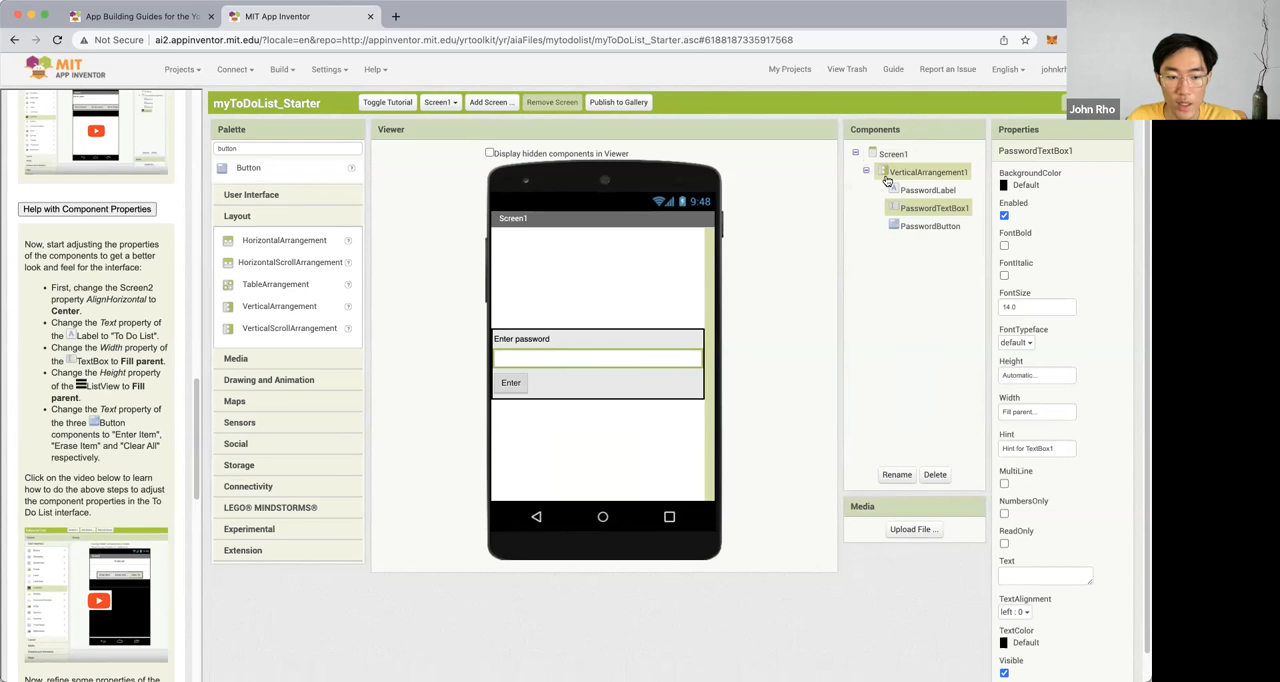 App Building Guides for the Yo
MIT App Inventor
Not Secure | ai2.appinventor.mit.edu/?locale=en&repo=http://appinventor.mit.edu/yrtoolkit/yr/aiaFiles/mytodolist/myToDoList_Starter.asc#6188187335917568
MIT
APP INVENTOR
Projects
Connect
Build
Settings
Help
My Projects
View Trash
Guide
Report an Issue
English
johnkrh
John Rho
myToDoList_Starter
Toggle Tutorial
Screen1
Add Screen ...
Remove Screen
Publish to Gallery
Help with Component Properties
Now, start adjusting the properties
of the components to get a better
look and feel for the interface:
First, change the Screen2
property AlignHorizontal to
Center.
Change the Text property of
the Label to "To Do List".
Change the Width property of
the TextBox to Fill parent.
Change the Height property
of the ListView to Fill
parent.
Change the Text property of
the three Button
components to "Enter Item",
"Erase Item" and "Clear All"
respectively.
Click on the video below to learn
how to do the above steps to adjust
the component properties in the To
Do List interface.
Now, refine some properties of the
Palette
button
Button
User Interface
Layout
HorizontalArrangement
HorizontalScrollArrangement
TableArrangement
VerticalArrangement
VerticalScrollArrangement
Media
Drawing and Animation
Maps
Sensors
Social
Storage
Connectivity
LEGO® MINDSTORMS®
Experimental
Extension
Viewer
Display hidden components in Viewer
9:48
Screen1
Enter password
Enter
Components
Screen1
VerticalArrangement1
PasswordLabel
PasswordTextBox1
PasswordButton
Rename
Delete
Media
Upload File ...
Properties
PasswordTextBox1
BackgroundColor
Default
Enabled
FontBold
FontItalic
FontSize
14.0
FontTypeface
default
Height
Automatic...
Width
Fill parent...
Hint
Hint for TextBox1
MultiLine
NumbersOnly
ReadOnly
Text
TextAlignment
left : 0
TextColor
Default
Visible